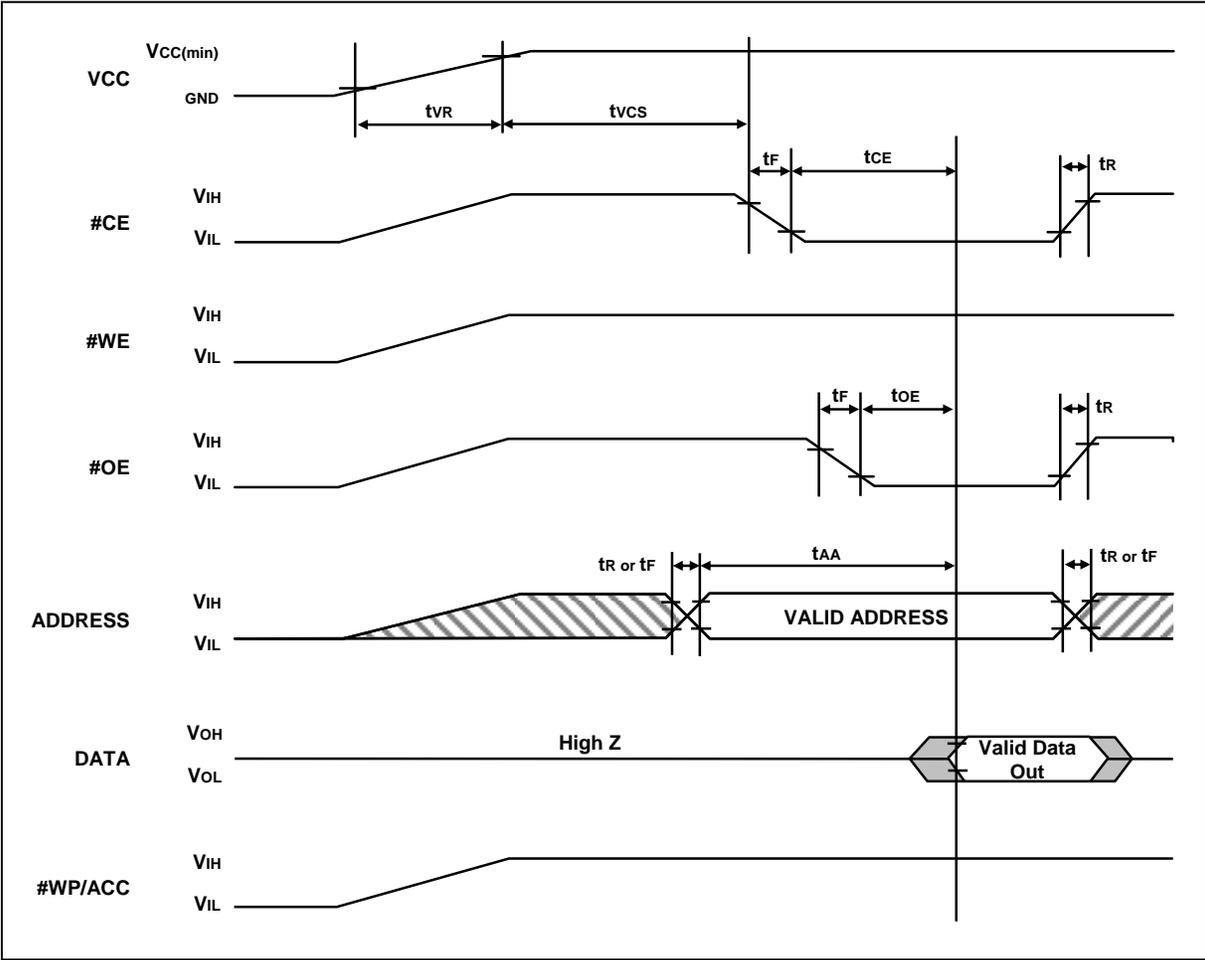 VCC(min)
VCC
GND
tVR
tVCS
tF
tCE
tR
VIH
#CE
VIL
VIH
#WE
VIL
tF
tOE
tR
VIH
#OE
VIL
tR or tF
tAA
tR or tF
VIH
ADDRESS
VALID ADDRESS
VIL
VOH
High Z
DATA
Valid Data
Out
VOL
VIH
#WP/ACC
VIL